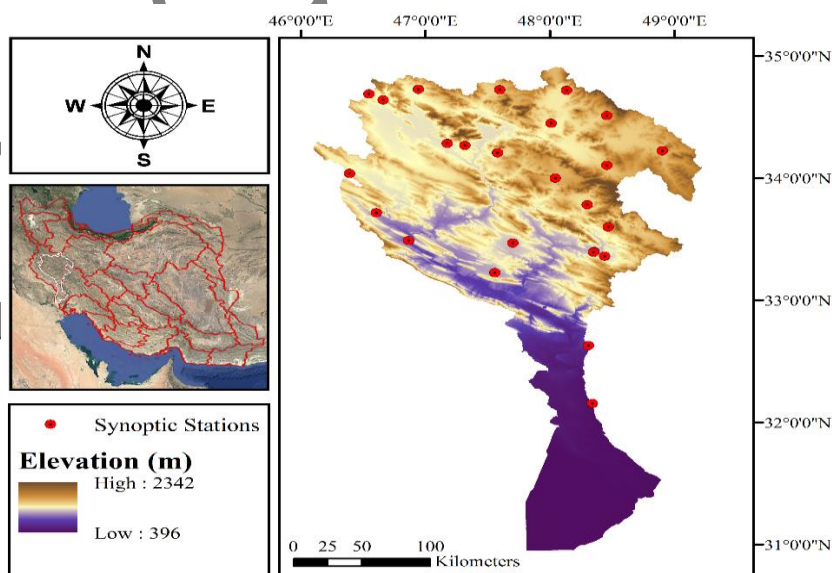 46°0'0"E 47°0'0"E 48°0'0"E 49°0'0"E
N
W E
S
35°0'0"N
34°0'0"N
33°0'0"N
32°0'0"N
31°0'0"N
Synoptic Stations
Elevation (m)
High : 2342
Low : 396
0 25 50 100
Kilometers